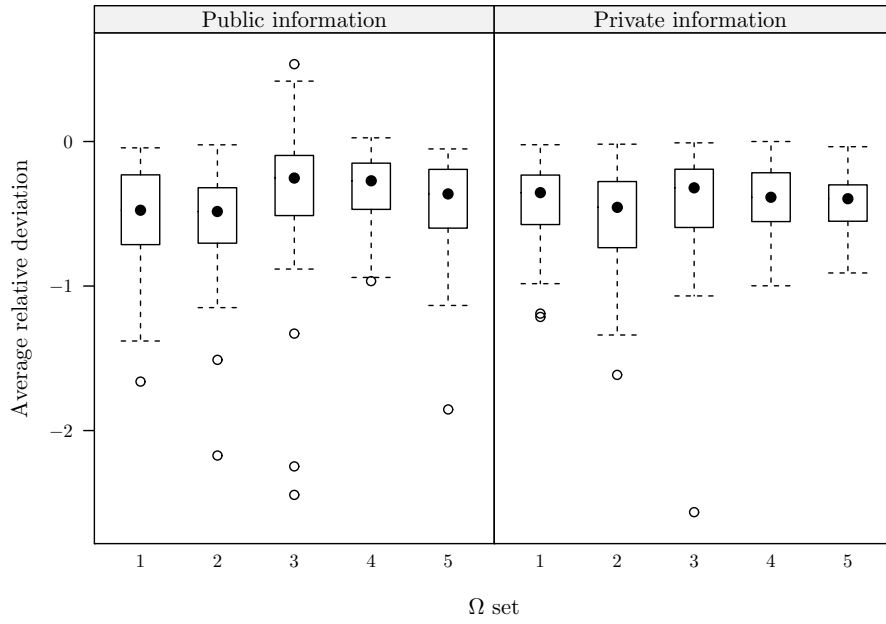 Public information
Private information
Average relative deviation
0
−1
−2
1 2 3 4 5
1 2 3 4 5
Ω set